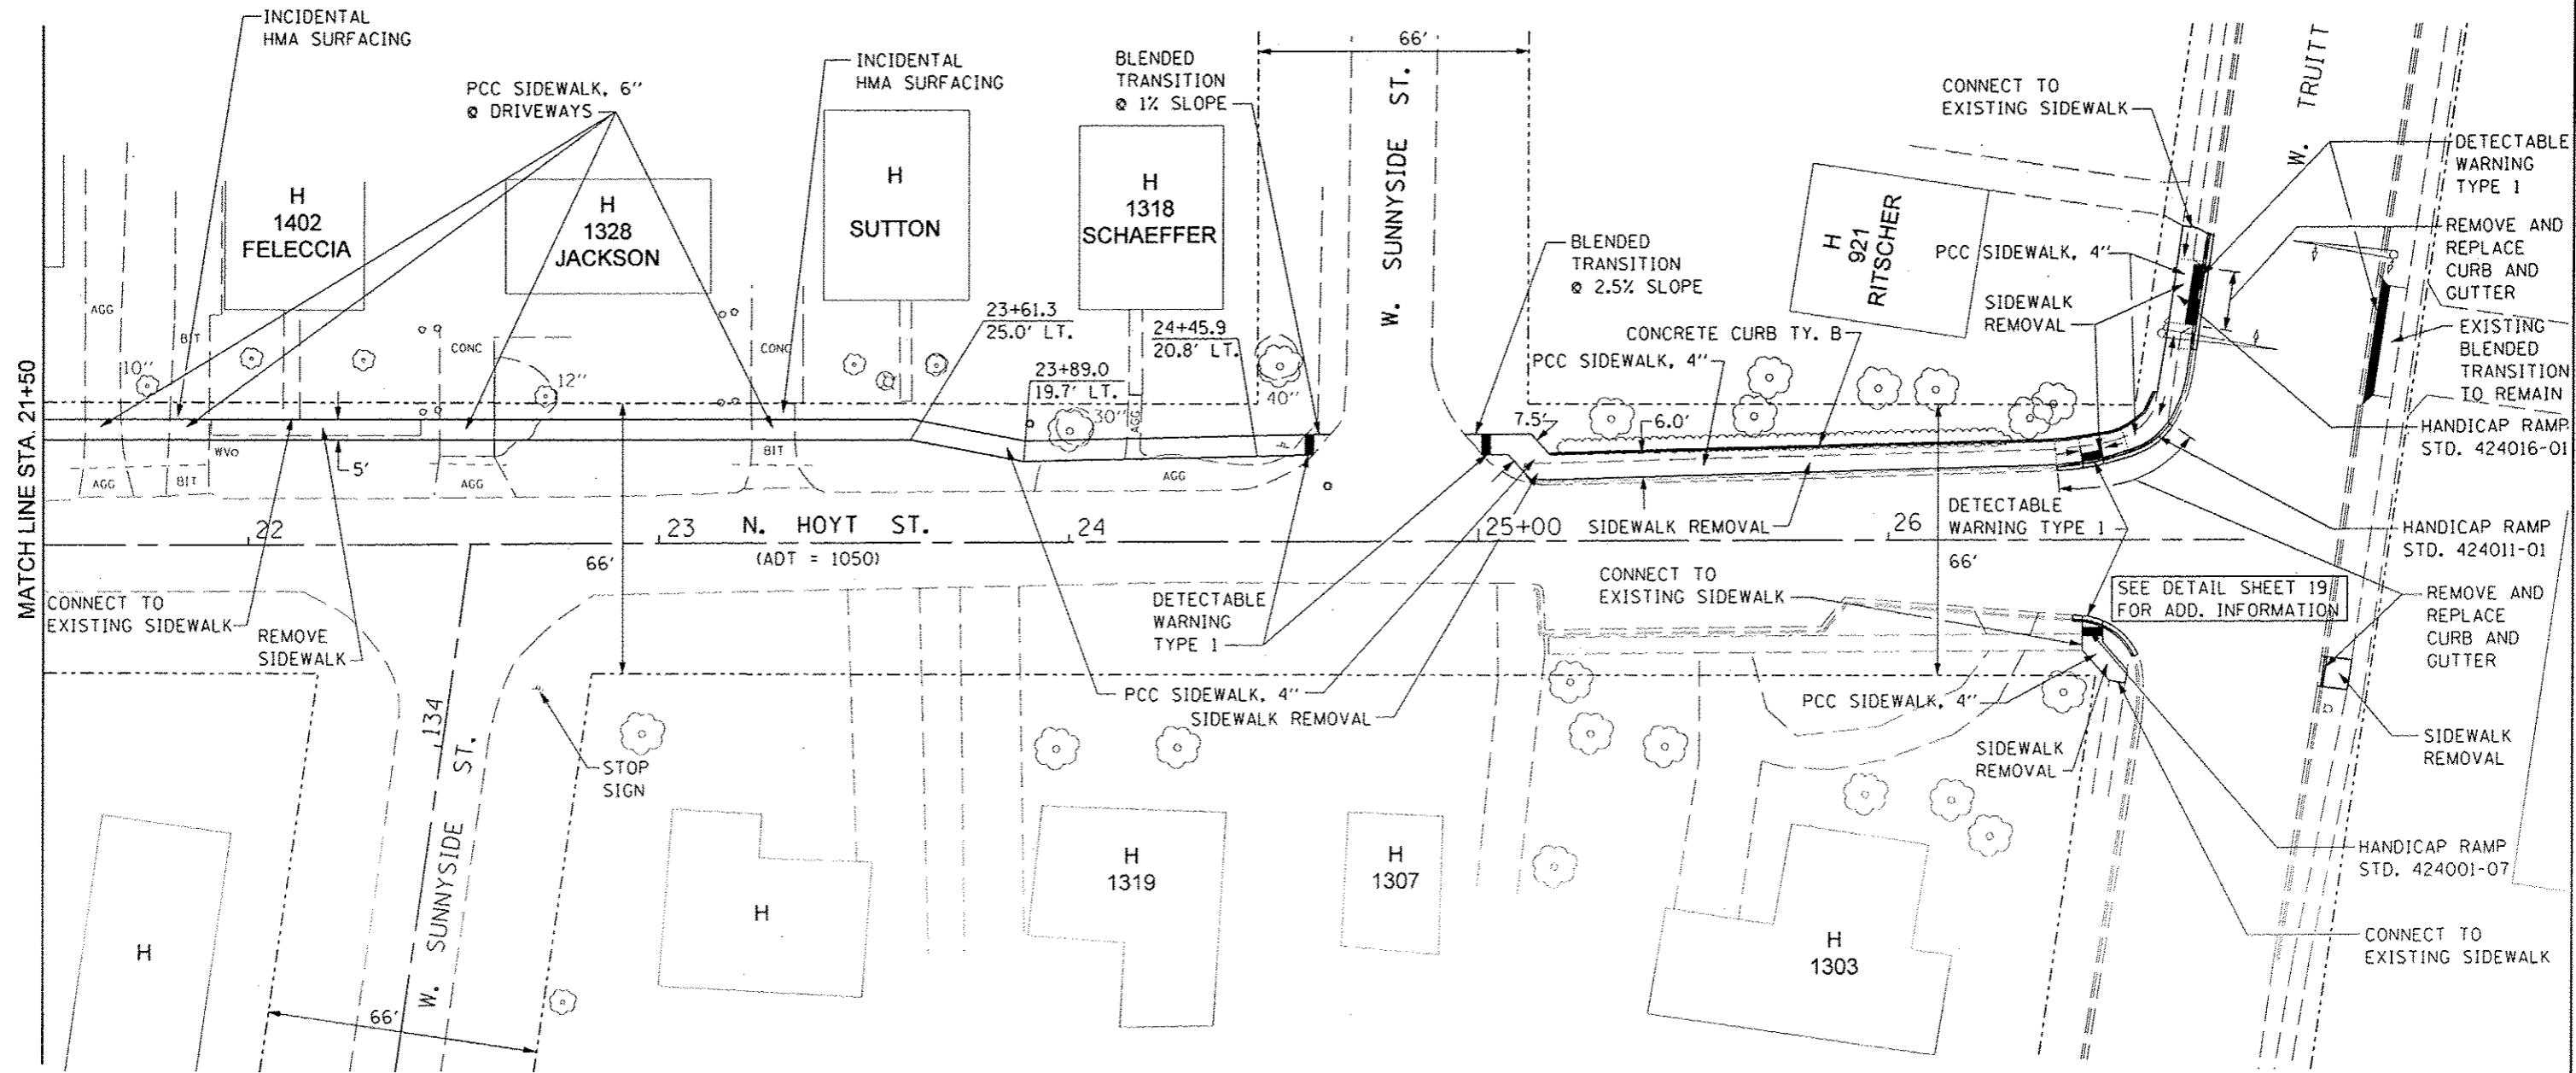 INCIDENTAL
HMA SURFACING
PCC SIDEWALK, 6"
@ DRIVEWAYS
INCIDENTAL
HMA SURFACING
BLENDED
TRANSITION
@ 1% SLOPE
66'
W. SUNNYSIDE ST.
CONNECT TO
EXISTING SIDEWALK
W. TRUITT
DETECTABLE
WARNING
TYPE 1
REMOVE AND
REPLACE
CURB AND
GUTTER
EXISTING
BLENDED
TRANSITION
TO REMAIN
HANDICAP RAMP
STD. 424016-01
HANDICAP RAMP
STD. 424011-01
REMOVE AND
REPLACE
CURB AND
GUTTER
SIDEWALK
REMOVAL
HANDICAP RAMP
STD. 424001-07
CONNECT TO
EXISTING SIDEWALK
H
1402
FELECCIA
H
1328
JACKSON
H
SUTTON
H
1318
SCHAEFFER
H
921
RITSCHER
BLENDED
TRANSITION
@ 2.5% SLOPE
PCC SIDEWALK, 4"
SIDEWALK
REMOVAL
CONCRETE CURB TY. B
PCC SIDEWALK, 4"
23+61.3
25.0' LT.
24+45.9
20.8' LT.
23+89.0
19.7' LT.
AGG
BIT
10"
CONC
12"
CONC
30"
AGG
40"
7.5'
6.0'
MATCH LINE STA. 21+50
WVO
5'
AGG
BIT
AGG
BIT
AGG
22
23
N. HOYT ST.
24
25+00
SIDEWALK REMOVAL
26
(ADT = 1050)
66'
66'
DETECTABLE
WARNING TYPE 1
CONNECT TO
EXISTING SIDEWALK
REMOVE
SIDEWALK
DETECTABLE
WARNING
TYPE 1
CONNECT TO
EXISTING SIDEWALK
SEE DETAIL SHEET 19
FOR ADD. INFORMATION
PCC SIDEWALK, 4"
SIDEWALK REMOVAL
PCC SIDEWALK, 4"
SIDEWALK
REMOVAL
134
W. SUNNYSIDE ST.
STOP
SIGN
66'
H
H
H
1319
H
1307
H
1303